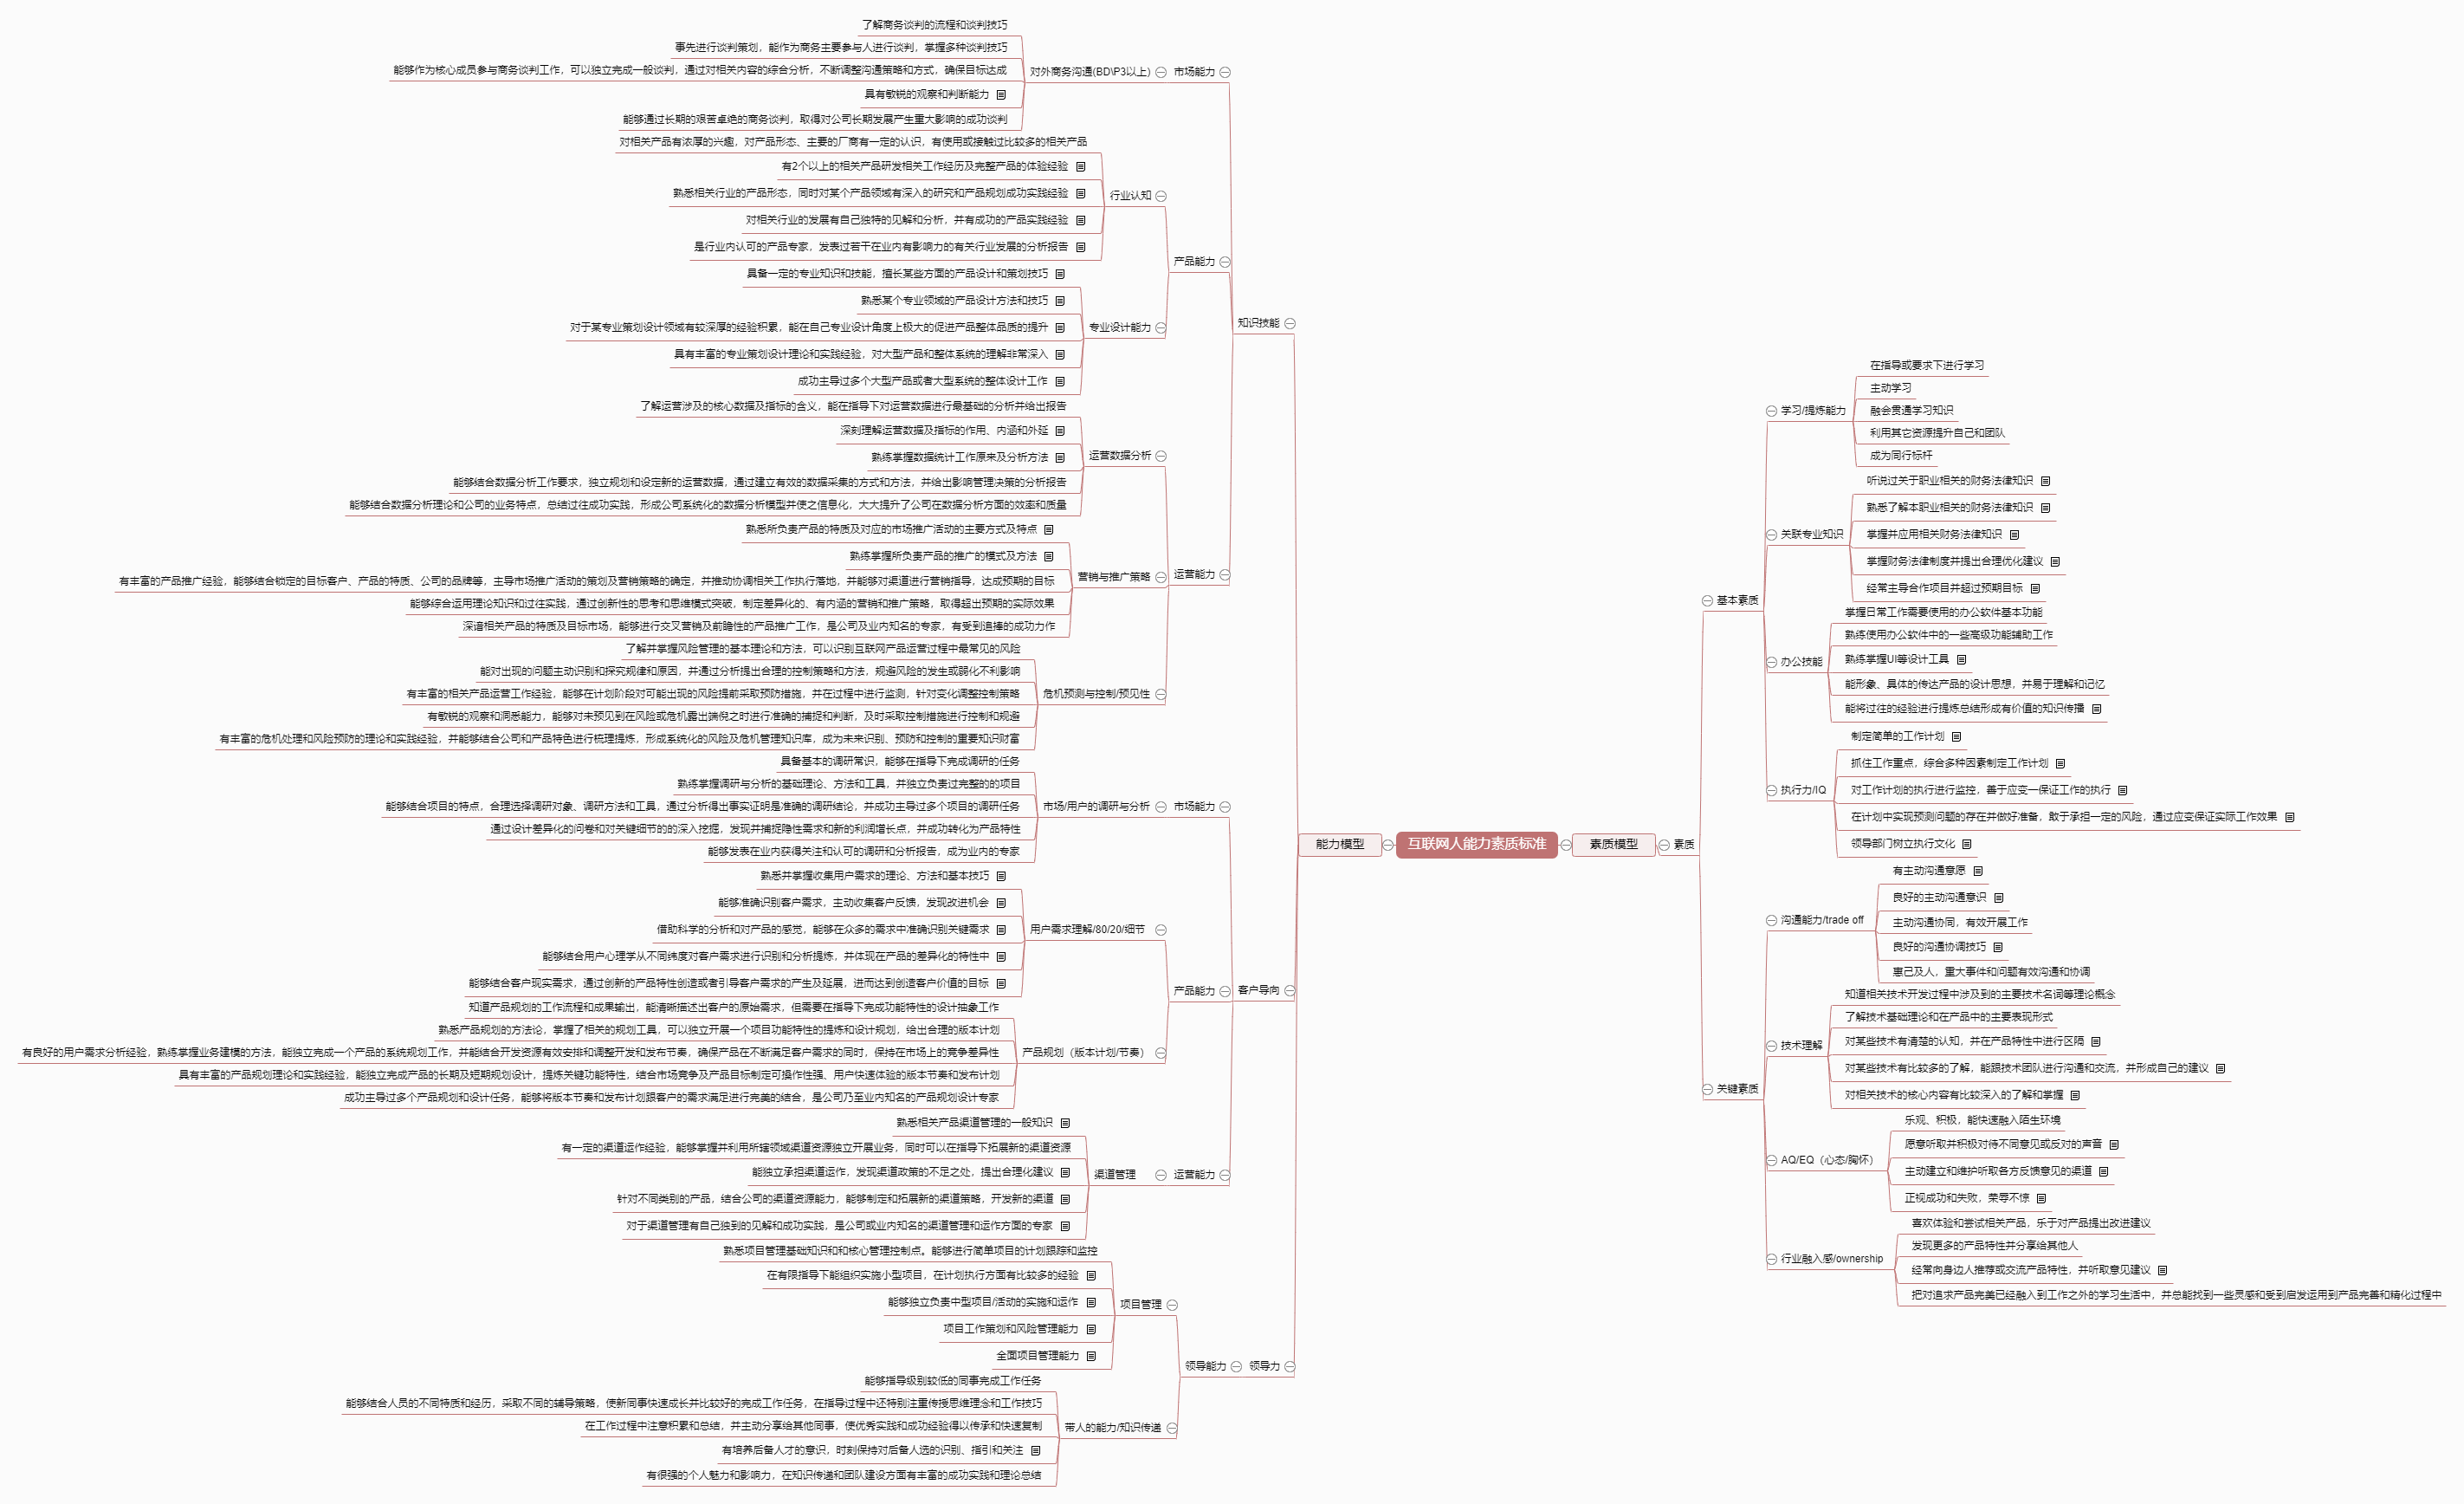 互联网人能力素质标准
能力模型
知识技能
市场能力
对外商务沟通(BD\P3以上)
了解商务谈判的流程和谈判技巧
事先进行谈判策划，能作为商务主要参与人进行谈判，掌握多种谈判技巧
能够作为核心成员参与商务谈判工作，可以独立完成一般谈判，通过对相关内容的综合分析，不断调整沟通策略和方式，确保目标达成
具有敏锐的观察和判断能力
能够通过长期的艰苦卓绝的商务谈判，取得对公司长期发展产生重大影响的成功谈判
产品能力
行业认知
对相关产品有浓厚的兴趣，对产品形态、主要的厂商有一定的认识，有使用或接触过比较多的相关产品
有2个以上的相关产品研发相关工作经历及完整产品的体验经验
熟悉相关行业的产品形态，同时对某个产品领域有深入的研究和产品规划成功实践经验
对相关行业的发展有自己独特的见解和分析，并有成功的产品实践经验
是行业内认可的产品专家，发表过若干在业内有影响力的有关行业发展的分析报告
专业设计能力
具备一定的专业知识和技能，擅长某些方面的产品设计和策划技巧
熟悉某个专业领域的产品设计方法和技巧
对于某专业策划设计领域有较深厚的经验积累，能在自己专业设计角度上极大的促进产品整体品质的提升
具有丰富的专业策划设计理论和实践经验，对大型产品和整体系统的理解非常深入
成功主导过多个大型产品或者大型系统的整体设计工作
运营能力
运营数据分析
了解运营涉及的核心数据及指标的含义，能在指导下对运营数据进行最基础的分析并给出报告
深刻理解运营数据及指标的作用、内涵和外延
熟练掌握数据统计工作原来及分析方法
能够结合数据分析工作要求，独立规划和设定新的运营数据，通过建立有效的数据采集的方式和方法，并给出影响管理决策的分析报告
能够结合数据分析理论和公司的业务特点，总结过往成功实践，形成公司系统化的数据分析模型并使之信息化，大大提升了公司在数据分析方面的效率和质量
营销与推广策略
熟悉所负责产品的特质及对应的市场推广活动的主要方式及特点
熟练掌握所负责产品的推广的模式及方法
有丰富的产品推广经验，能够结合锁定的目标客户、产品的特质、公司的品牌等，主导市场推广活动的策划及营销策略的确定，并推动协调相关工作执行落地，并能够对渠道进行营销指导，达成预期的目标
能够综合运用理论知识和过往实践，通过创新性的思考和思维模式突破，制定差异化的、有内涵的营销和推广策略，取得超出预期的实际效果
深谙相关产品的特质及目标市场，能够进行交叉营销及前瞻性的产品推广工作，是公司及业内知名的专家，有受到追捧的成功力作
危机预测与控制/预见性
了解并掌握风险管理的基本理论和方法，可以识别互联网产品运营过程中最常见的风险
能对出现的问题主动识别和探究规律和原因，并通过分析提出合理的控制策略和方法，规避风险的发生或弱化不利影响
有丰富的相关产品运营工作经验，能够在计划阶段对可能出现的风险提前采取预防措施，并在过程中进行监测，针对变化调整控制策略
有敏锐的观察和洞悉能力，能够对未预见到在风险或危机露出端倪之时进行准确的捕捉和判断，及时采取控制措施进行控制和规避
有丰富的危机处理和风险预防的理论和实践经验，并能够结合公司和产品特色进行梳理提炼，形成系统化的风险及危机管理知识库，成为未来识别、预防和控制的重要知识财富
客户导向
市场能力
市场/用户的调研与分析
具备基本的调研常识，能够在指导下完成调研的任务
熟练掌握调研与分析的基础理论、方法和工具，并独立负责过完整的的项目
能够结合项目的特点，合理选择调研对象、调研方法和工具，通过分析得出事实证明是准确的调研结论，并成功主导过多个项目的调研任务
通过设计差异化的问卷和对关键细节的的深入挖掘，发现并捕捉隐性需求和新的利润增长点，并成功转化为产品特性
能够发表在业内获得关注和认可的调研和分析报告，成为业内的专家
产品能力
用户需求理解/80/20/细节
熟悉并掌握收集用户需求的理论、方法和基本技巧
能够准确识别客户需求，主动收集客户反馈，发现改进机会
借助科学的分析和对产品的感觉，能够在众多的需求中准确识别关键需求
能够结合用户心理学从不同纬度对客户需求进行识别和分析提炼，并体现在产品的差异化的特性中
能够结合客户现实需求，通过创新的产品特性创造或者引导客户需求的产生及延展，进而达到创造客户价值的目标
产品规划（版本计划/节奏）
知道产品规划的工作流程和成果输出，能清晰描述出客户的原始需求，但需要在指导下完成功能特性的设计抽象工作
熟悉产品规划的方法论，掌握了相关的规划工具，可以独立开展一个项目功能特性的提炼和设计规划，给出合理的版本计划
有良好的用户需求分析经验，熟练掌握业务建模的方法，能独立完成一个产品的系统规划工作，并能结合开发资源有效安排和调整开发和发布节奏，确保产品在不断满足客户需求的同时，保持在市场上的竞争差异性
具有丰富的产品规划理论和实践经验，能独立完成产品的长期及短期规划设计，提炼关键功能特性，结合市场竞争及产品目标制定可操作性强、用户快速体验的版本节奏和发布计划
成功主导过多个产品规划和设计任务，能够将版本节奏和发布计划跟客户的需求满足进行完美的结合，是公司乃至业内知名的产品规划设计专家
运营能力
渠道管理
熟悉相关产品渠道管理的一般知识
有一定的渠道运作经验，能够掌握并利用所辖领域渠道资源独立开展业务，同时可以在指导下拓展新的渠道资源
能独立承担渠道运作，发现渠道政策的不足之处，提出合理化建议
针对不同类别的产品，结合公司的渠道资源能力，能够制定和拓展新的渠道策略，开发新的渠道
对于渠道管理有自己独到的见解和成功实践，是公司或业内知名的渠道管理和运作方面的专家
领导力
领导能力
项目管理
熟悉项目管理基础知识和和核心管理控制点。能够进行简单项目的计划跟踪和监控
在有限指导下能组织实施小型项目，在计划执行方面有比较多的经验
能够独立负责中型项目/活动的实施和运作
项目工作策划和风险管理能力
全面项目管理能力
带人的能力/知识传递
能够指导级别较低的同事完成工作任务
能够结合人员的不同特质和经历，采取不同的辅导策略，使新同事快速成长并比较好的完成工作任务，在指导过程中还特别注重传授思维理念和工作技巧
在工作过程中注意积累和总结，并主动分享给其他同事，使优秀实践和成功经验得以传承和快速复制
有培养后备人才的意识，时刻保持对后备人选的识别、指引和关注
有很强的个人魅力和影响力，在知识传递和团队建设方面有丰富的成功实践和理论总结
素质模型
素质
基本素质
学习/提炼能力
在指导或要求下进行学习
主动学习
融会贯通学习知识
利用其它资源提升自己和团队
成为同行标杆
关联专业知识
听说过关于职业相关的财务法律知识
熟悉了解本职业相关的财务法律知识
掌握并应用相关财务法律知识
掌握财务法律制度并提出合理优化建议
经常主导合作项目并超过预期目标
办公技能
掌握日常工作需要使用的办公软件基本功能
熟练使用办公软件中的一些高级功能辅助工作
熟练掌握UI等设计工具
能形象、具体的传达产品的设计思想，并易于理解和记忆
能将过往的经验进行提炼总结形成有价值的知识传播
执行力/IQ
制定简单的工作计划
抓住工作重点，综合多种因素制定工作计划
对工作计划的执行进行监控，善于应变一保证工作的执行
在计划中实现预测问题的存在并做好准备，敢于承担一定的风险，通过应变保证实际工作效果
领导部门树立执行文化
关键素质
沟通能力/trade off
有主动沟通意愿
良好的主动沟通意识
主动沟通协同，有效开展工作
良好的沟通协调技巧
惠己及人，重大事件和问题有效沟通和协调
技术理解
知道相关技术开发过程中涉及到的主要技术名词等理论概念
了解技术基础理论和在产品中的主要表现形式
对某些技术有清楚的认知，并在产品特性中进行区隔
对某些技术有比较多的了解，能跟技术团队进行沟通和交流，并形成自己的建议
对相关技术的核心内容有比较深入的了解和掌握
AQ/EQ（心态/胸怀）
乐观、积极，能快速融入陌生环境
愿意听取并积极对待不同意见或反对的声音
主动建立和维护听取各方反馈意见的渠道
正视成功和失败，荣辱不惊
行业融入感/ownership
喜欢体验和尝试相关产品，乐于对产品提出改进建议
发现更多的产品特性并分享给其他人
经常向身边人推荐或交流产品特性，并听取意见建议
把对追求产品完美已经融入到工作之外的学习生活中，并总能找到一些灵感和受到启发运用到产品完善和精化过程中